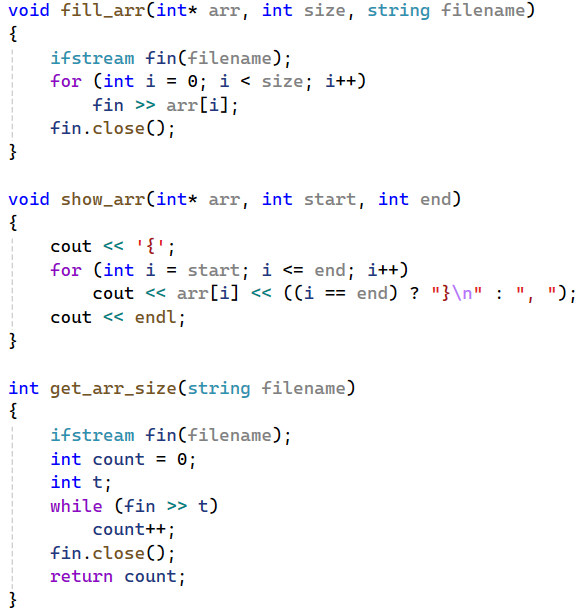 void fill_arr(int* arr, int size, string filename)
{
    ifstream fin(filename);
    for (int i = 0; i < size; i++)
        fin >> arr[i];
    fin.close();
}

void show_arr(int* arr, int start, int end)
{
    cout << '{';
    for (int i = start; i <= end; i++)
        cout << arr[i] << ((i == end) ? "}\n" : ", ");
    cout << endl;
}

int get_arr_size(string filename)
{
    ifstream fin(filename);
    int count = 0;
    int t;
    while (fin >> t)
        count++;
    fin.close();
    return count;
}